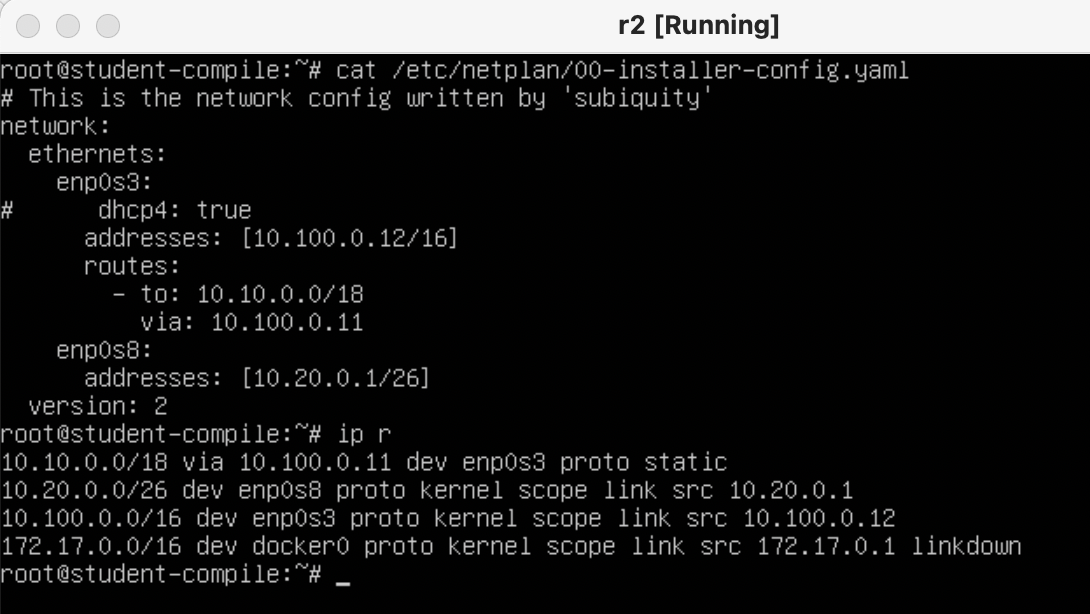 r2 [Running]
root@student-compile:~# cat /etc/netplan/00-installer-config.yaml
# This is the network config written by 'subiquity'
network:
  ethernets:
    enp0s3:
#      dhcp4: true
      addresses: [10.100.0.12/16]
      routes:
        - to: 10.10.0.0/18
          via: 10.100.0.11
    enp0s8:
      addresses: [10.20.0.1/26]
  version: 2
root@student-compile:~# ip r
10.10.0.0/18 via 10.100.0.11 dev enp0s3 proto static
10.20.0.0/26 dev enp0s8 proto kernel scope link src 10.20.0.1
10.100.0.0/16 dev enp0s3 proto kernel scope link src 10.100.0.12
172.17.0.0/16 dev docker0 proto kernel scope link src 172.17.0.1 linkdown
root@student-compile:~# _